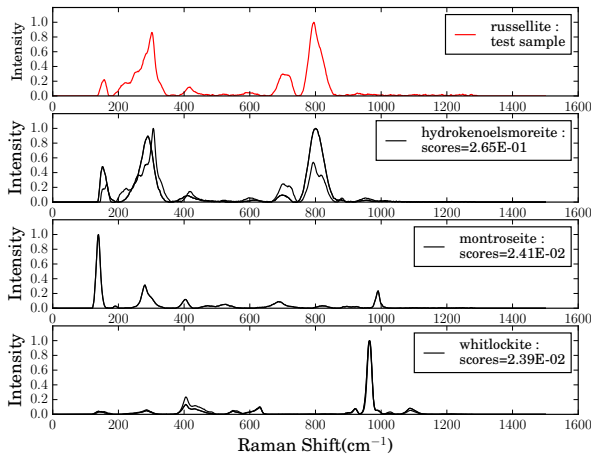 Intensity
1.0
0.8
0.6
0.4
0.2
0.0
russellite :
test sample
0 200 400 600 800 1000 1200 1400 1600
Intensity
1.0
0.8
0.6
0.4
0.2
0.0
hydrokenoelsmoreite :
scores=2.65E-01
0 200 400 600 800 1000 1200 1400 1600
Intensity
1.0
0.8
0.6
0.4
0.2
0.0
montroseite :
scores=2.41E-02
0 200 400 600 800 1000 1200 1400 1600
Intensity
1.0
0.8
0.6
0.4
0.2
0.0
whitlockite :
scores=2.39E-02
0 200 400 600 800 1000 1200 1400 1600
Raman Shift(cm⁻¹)